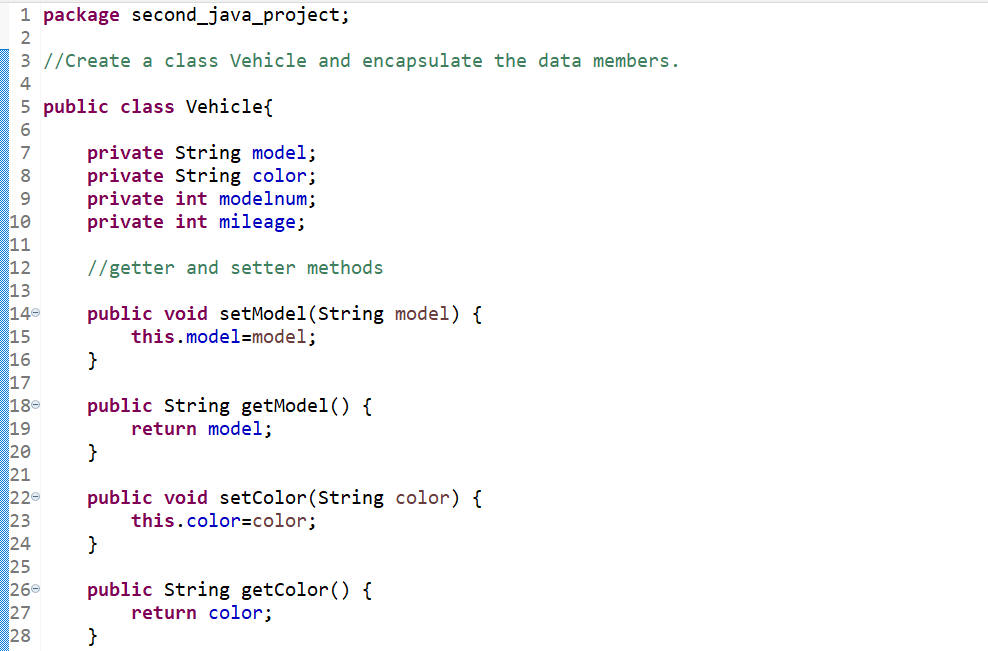 1 package second_java_project;
2
3 //Create a class Vehicle and encapsulate the data members.
4
5 public class Vehicle{
6
7     private String model;
8     private String color;
9     private int modelnum;
10     private int mileage;
11
12     //getter and setter methods
13
14     public void setModel(String model) {
15         this.model=model;
16     }
17
18     public String getModel() {
19         return model;
20     }
21
22     public void setColor(String color) {
23         this.color=color;
24     }
25
26     public String getColor() {
27         return color;
28     }